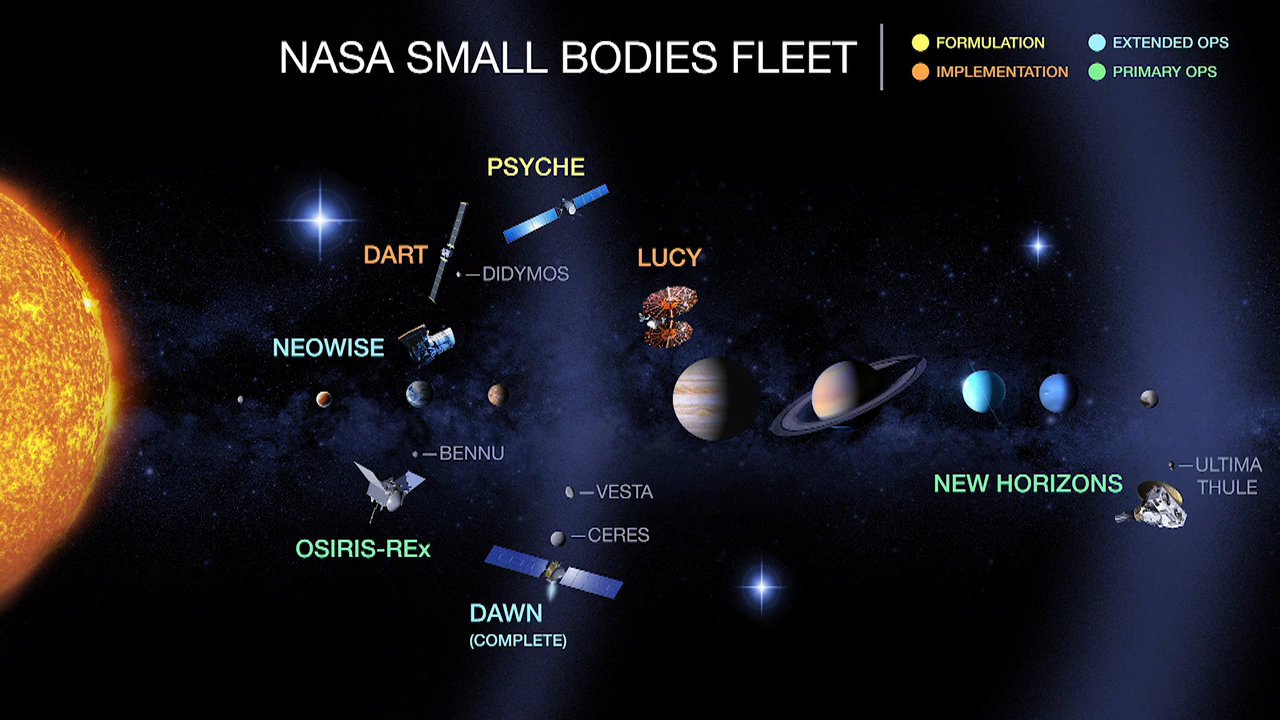 NASA SMALL BODIES FLEET
FORMULATION
EXTENDED OPS
IMPLEMENTATION
PRIMARY OPS
PSYCHE
DART
DIDYMOS
LUCY
NEOWISE
BENNU
OSIRIS-REx
VESTA
CERES
DAWN
(COMPLETE)
NEW HORIZONS
ULTIMA
THULE